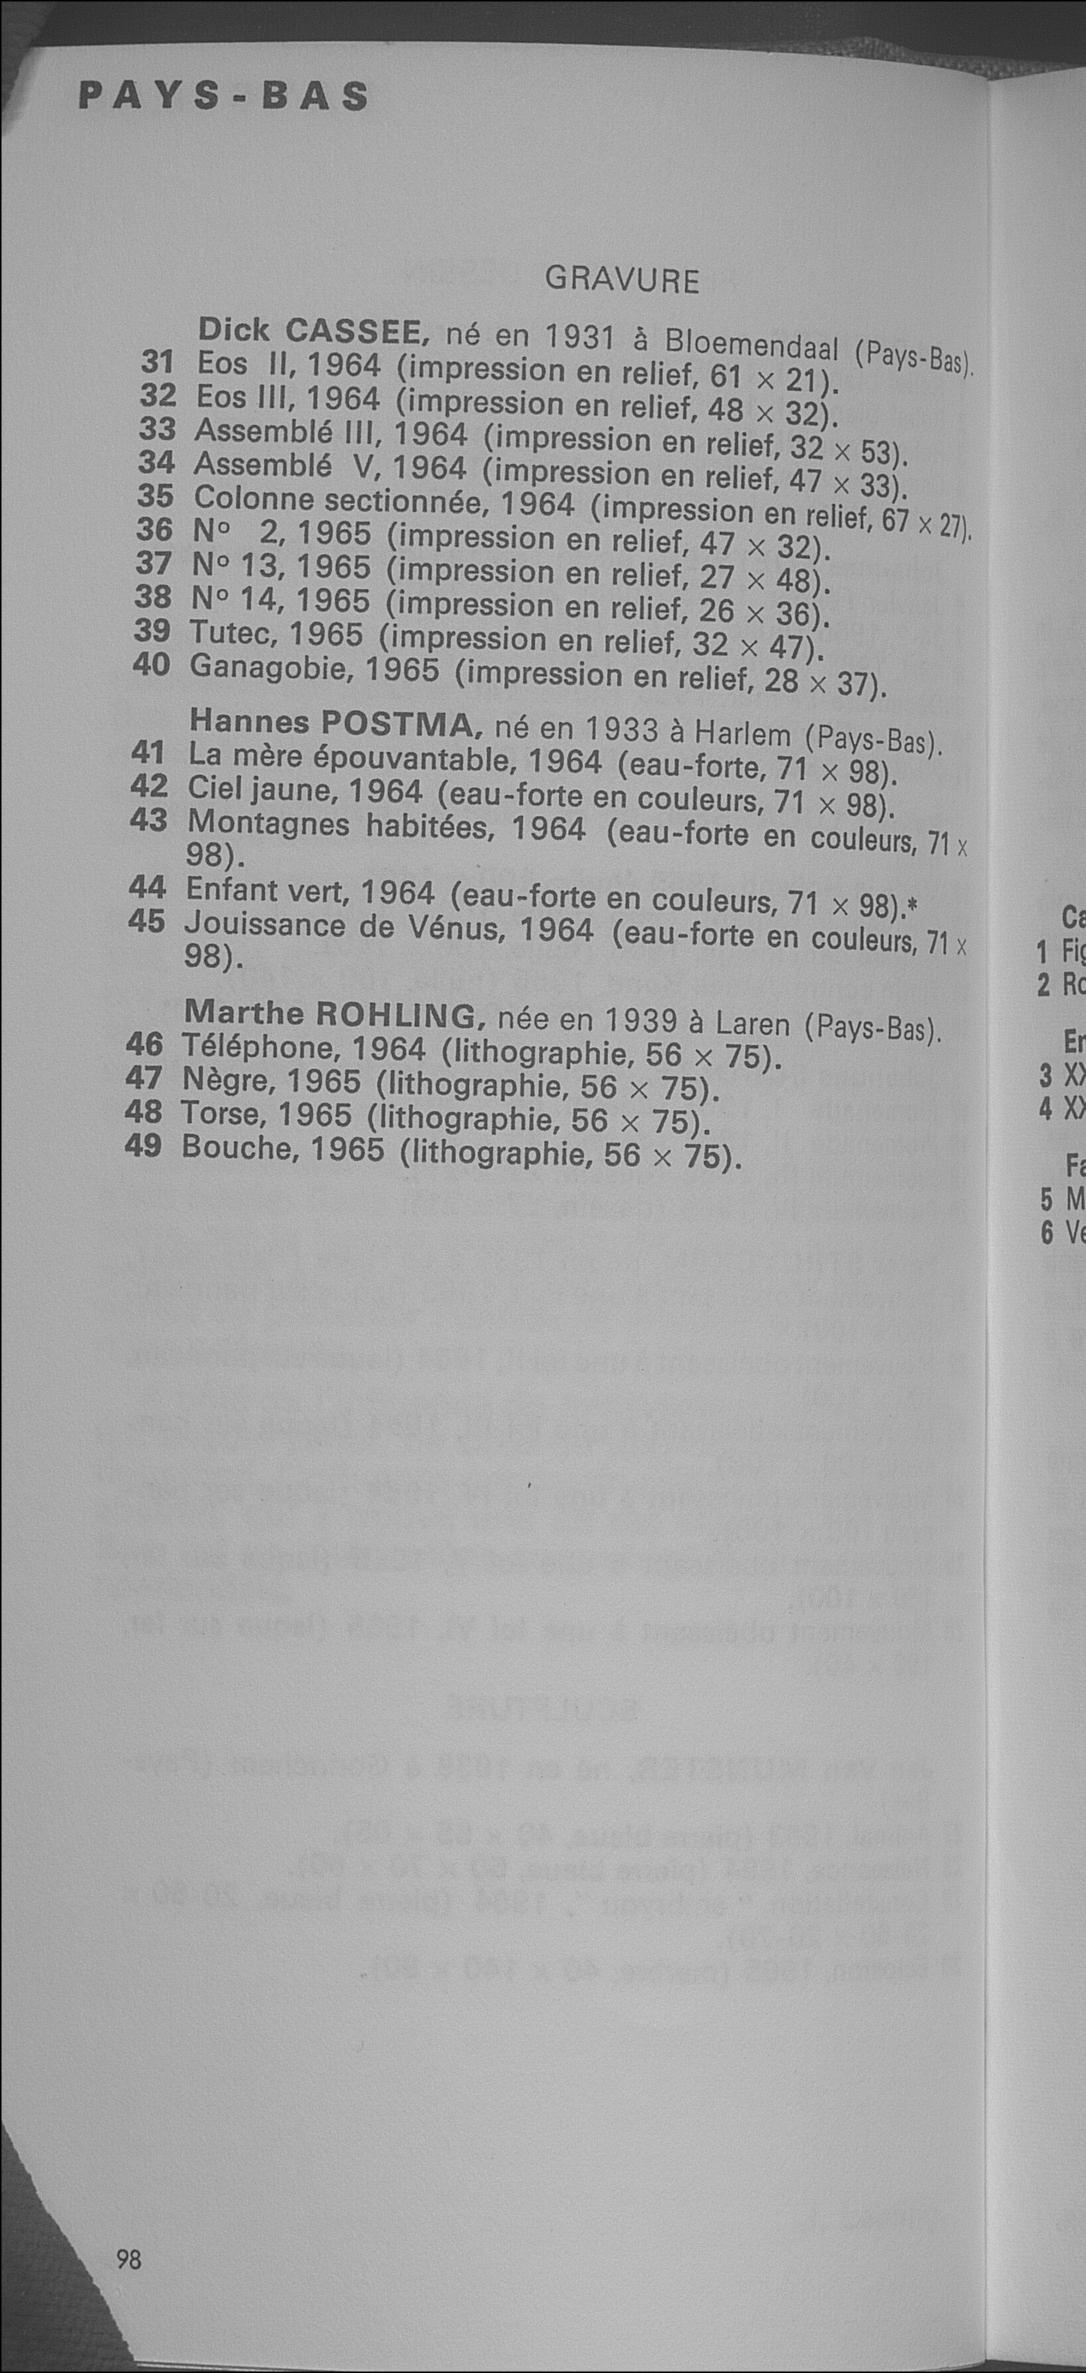 PAYS-BAS
GRAVURE
Dick CASSEE, né en 1931 à Bloemendaal (Pays-Bas).
31 Eos II, 1964 (impression en relief, 61 × 21).
32 Eos III, 1964 (impression en relief, 48 × 32).
33 Assemblé III, 1964 (impression en relief, 32 × 53).
34 Assemblé V, 1964 (impression en relief, 47 × 33).
35 Colonne sectionnée, 1964 (impression en relief, 67 × 27).
36 Nº 2, 1965 (impression en relief, 47 × 32).
37 Nº 13, 1965 (impression en relief, 27 × 48).
38 Nº 14, 1965 (impression en relief, 26 × 36).
39 Tutec, 1965 (impression en relief, 32 × 47).
40 Ganagobie, 1965 (impression en relief, 28 × 37).
Hannes POSTMA, né en 1933 à Harlem (Pays-Bas).
41 La mère épouvantable, 1964 (eau-forte, 71 × 98).
42 Ciel jaune, 1964 (eau-forte en couleurs, 71 × 98).
43 Montagnes habitées, 1964 (eau-forte en couleurs, 71 ×
98).
44 Enfant vert, 1964 (eau-forte en couleurs, 71 × 98).*
45 Jouissance de Vénus, 1964 (eau-forte en couleurs, 71 ×
98).
Marthe ROHLING, née en 1939 à Laren (Pays-Bas).
46 Téléphone, 1964 (lithographie, 56 × 75).
47 Nègre, 1965 (lithographie, 56 × 75).
48 Torse, 1965 (lithographie, 56 × 75).
49 Bouche, 1965 (lithographie, 56 × 75).
98
1
2
3
4
5
6